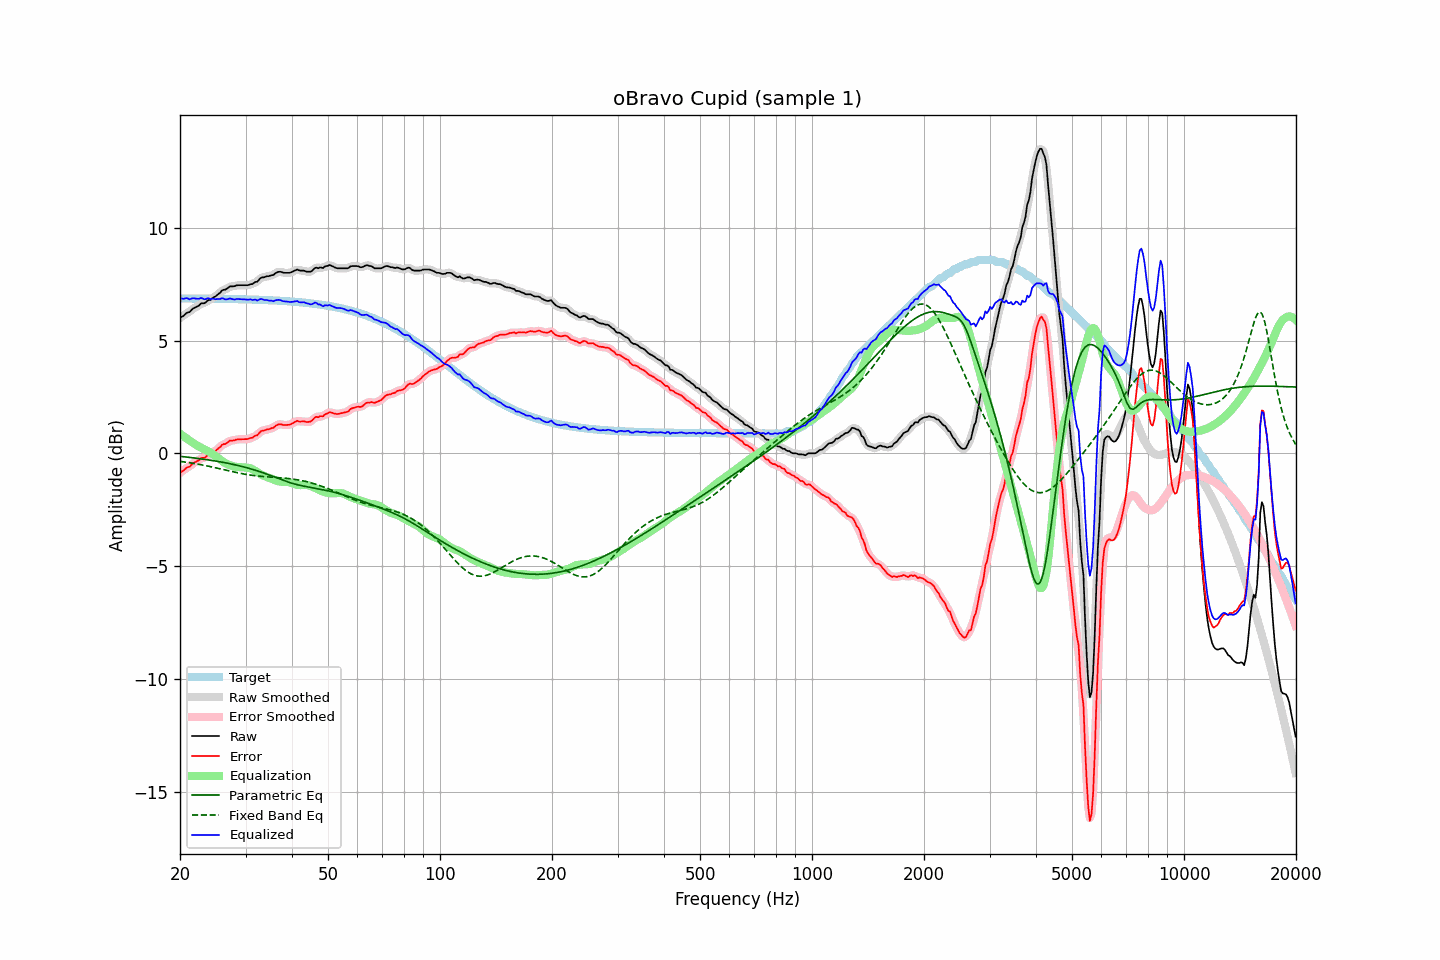 oBravo Cupid (sample 1)
Amplitude (dBr)
10
5
0
−5
−10
−15
Target
Raw Smoothed
Error Smoothed
Raw
Error
Equalization
Parametric Eq
Fixed Band Eq
Equalized
20 50 100 200 500 1000 2000 5000 10000 20000
Frequency (Hz)